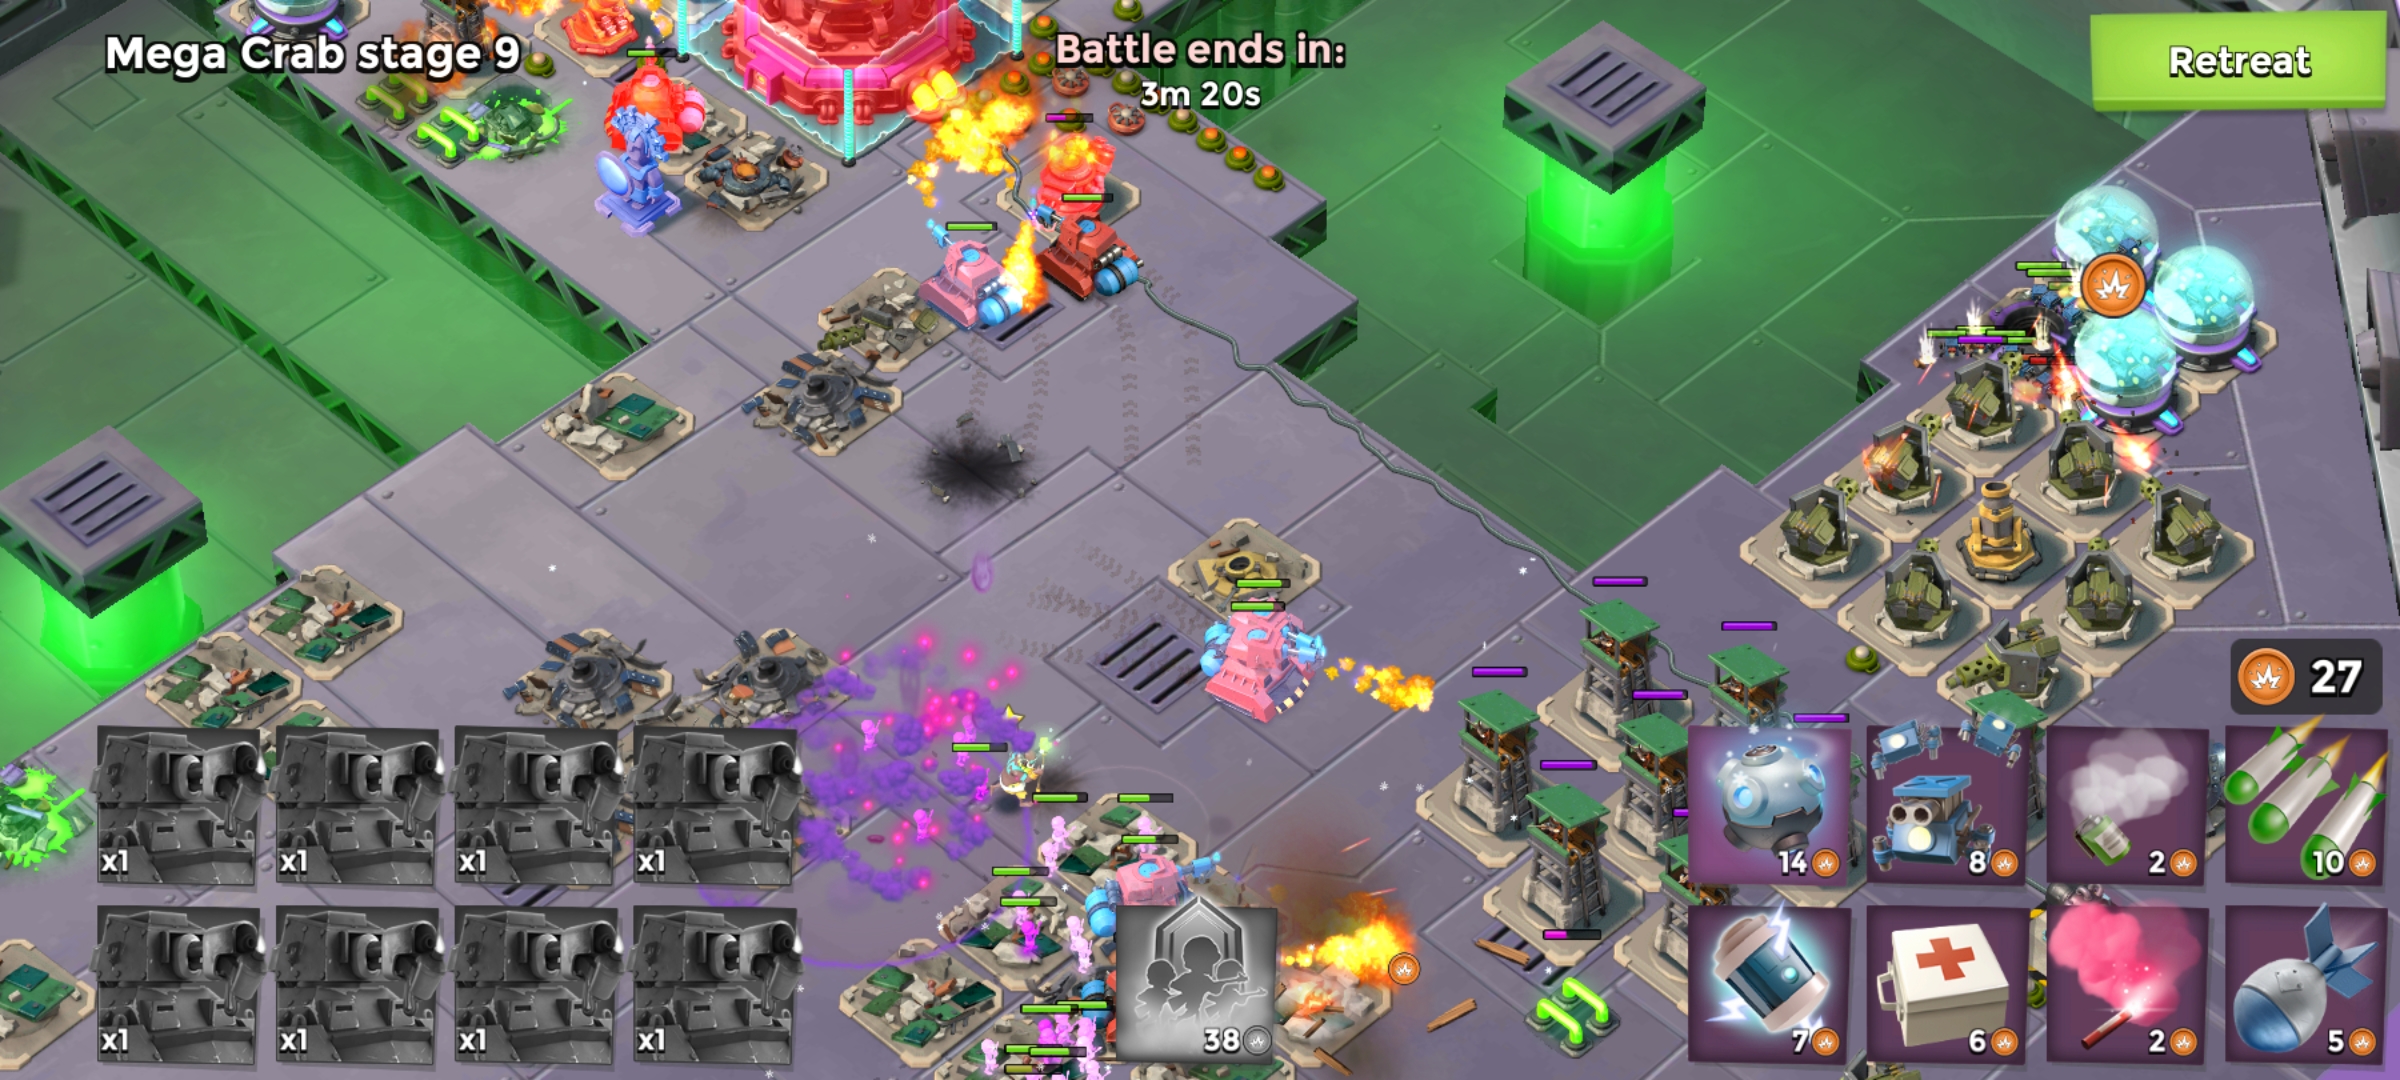 Mega Crab stage 9
Battle ends in:
3m 20s
Retreat
27
x1
x1
x1
x1
14
8
2
10
x1
x1
x1
x1
38
7
6
2
5